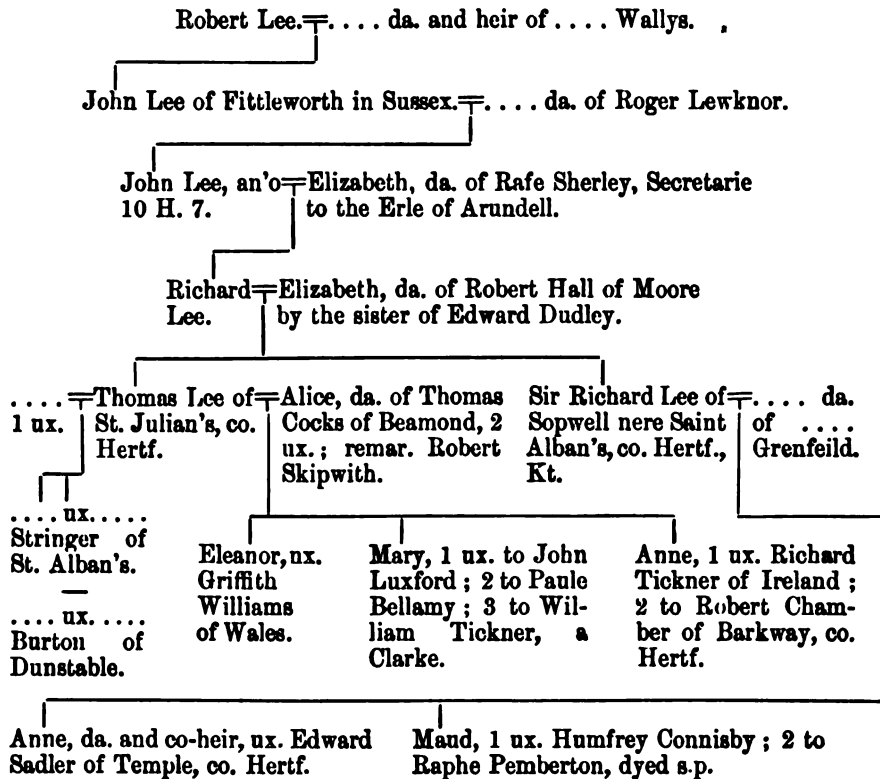 Robert Lee.=. . . . da. and heir of . . . . Wallys.
John Lee of Fittleworth in Sussex.=. . . . da. of Roger Lewknor.
John Lee, an'o=Elizabeth, da. of Rafe Sherley, Secretarie
10 H. 7. to the Erle of Arundell.
Richard=Elizabeth, da. of Robert Hall of Moore
Lee. by the sister of Edward Dudley.
. . . .=Thomas Lee of=Alice, da. of Thomas
1 ux. St. Julian's, co. Cocks of Beamond, 2
Hertf. ux. ; remar. Robert
Skipwith.
Sir Richard Lee of=. . . . da.
Sopwell nere Saint of . . . .
Alban's, co. Hertf., Grenfeild.
Kt.
. . . . ux. . . . .
Stringer of
St. Alban's.
—
. . . . ux. . . . .
Burton of
Dunstable.
Eleanor, ux.
Griffith
Williams
of Wales.
Mary, 1 ux. to John
Luxford ; 2 to Paule
Bellamy ; 3 to Wil-
liam Tickner, a
Clarke.
Anne, 1 ux. Richard
Tickner of Ireland ;
2 to Robert Cham-
ber of Barkway, co.
Hertf.
Anne, da. and co-heir, ux. Edward
Sadler of Temple, co. Hertf.
Maud, 1 ux. Humfrey Connisby ; 2 to
Raphe Pemberton, dyed s.p.